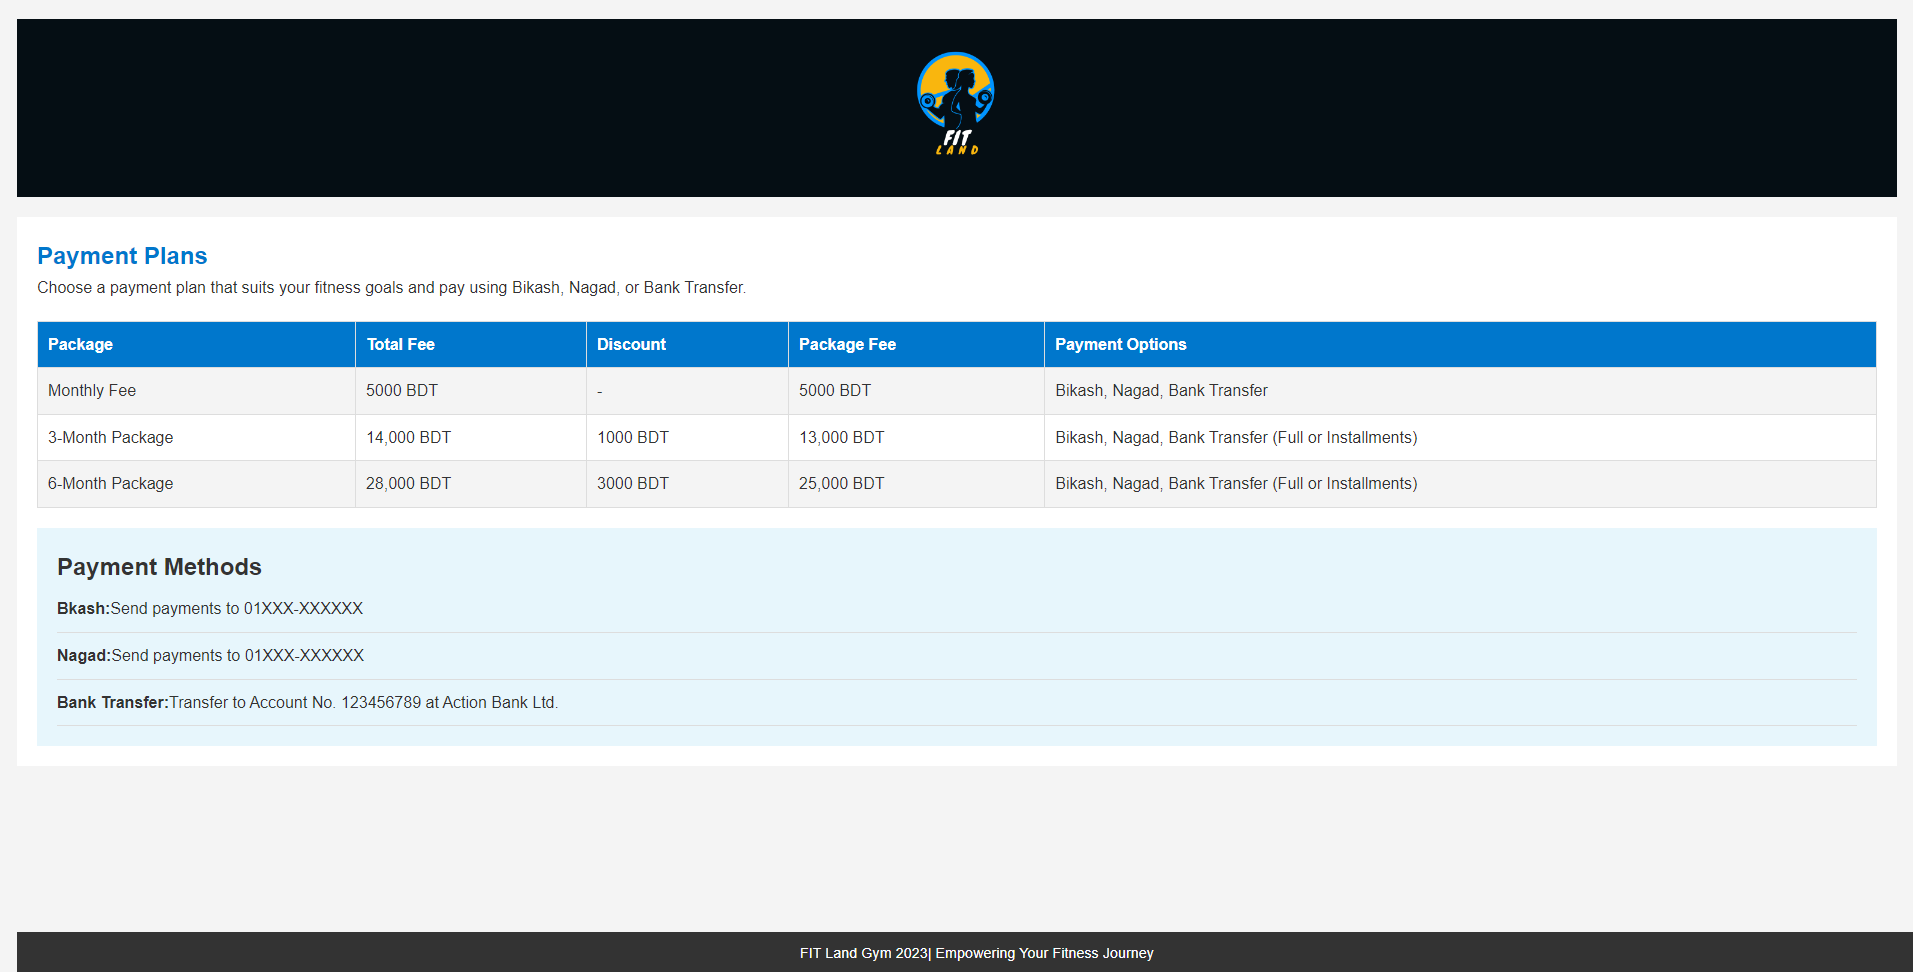 FIT
LAND
Payment Plans
Choose a payment plan that suits your fitness goals and pay using Bikash, Nagad, or Bank Transfer.
Package Total Fee Discount Package Fee Payment Options
Monthly Fee 5000 BDT - 5000 BDT Bikash, Nagad, Bank Transfer
3-Month Package 14,000 BDT 1000 BDT 13,000 BDT Bikash, Nagad, Bank Transfer (Full or Installments)
6-Month Package 28,000 BDT 3000 BDT 25,000 BDT Bikash, Nagad, Bank Transfer (Full or Installments)
Payment Methods
Bkash:Send payments to 01XXX-XXXXXX
Nagad:Send payments to 01XXX-XXXXXX
Bank Transfer:Transfer to Account No. 123456789 at Action Bank Ltd.
FIT Land Gym 2023| Empowering Your Fitness Journey